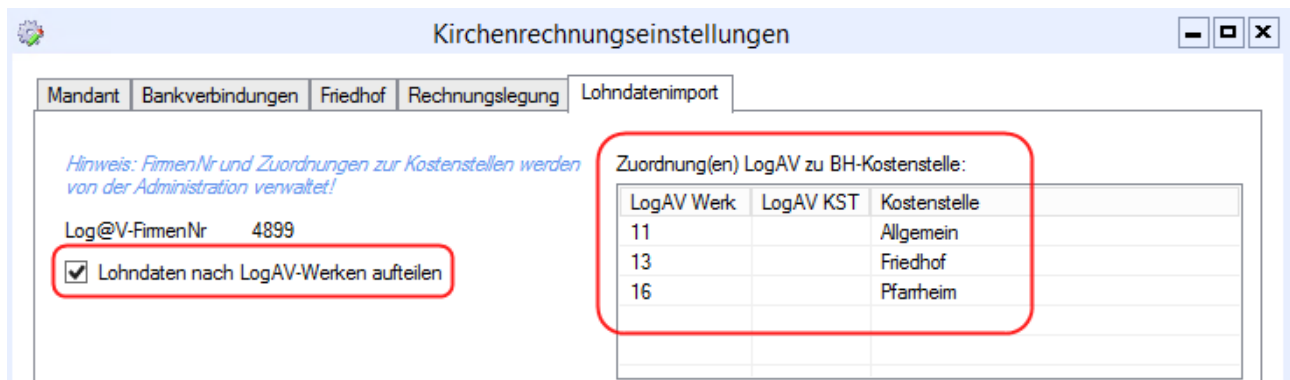 Kirchenrechnungseinstellungen
Mandant Bankverbindungen Friedhof Rechnungslegung Lohndatenimport
Hinweis: FirmenNr und Zuordnungen zur Kostenstellen werden
von der Administration verwaltet!
Log@V-FirmenNr 4899
Lohndaten nach LogAV-Werken aufteilen
Zuordnung(en) LogAV zu BH-Kostenstelle:
LogAV Werk LogAV KST Kostenstelle
11 Allgemein
13 Friedhof
16 Pfarrheim